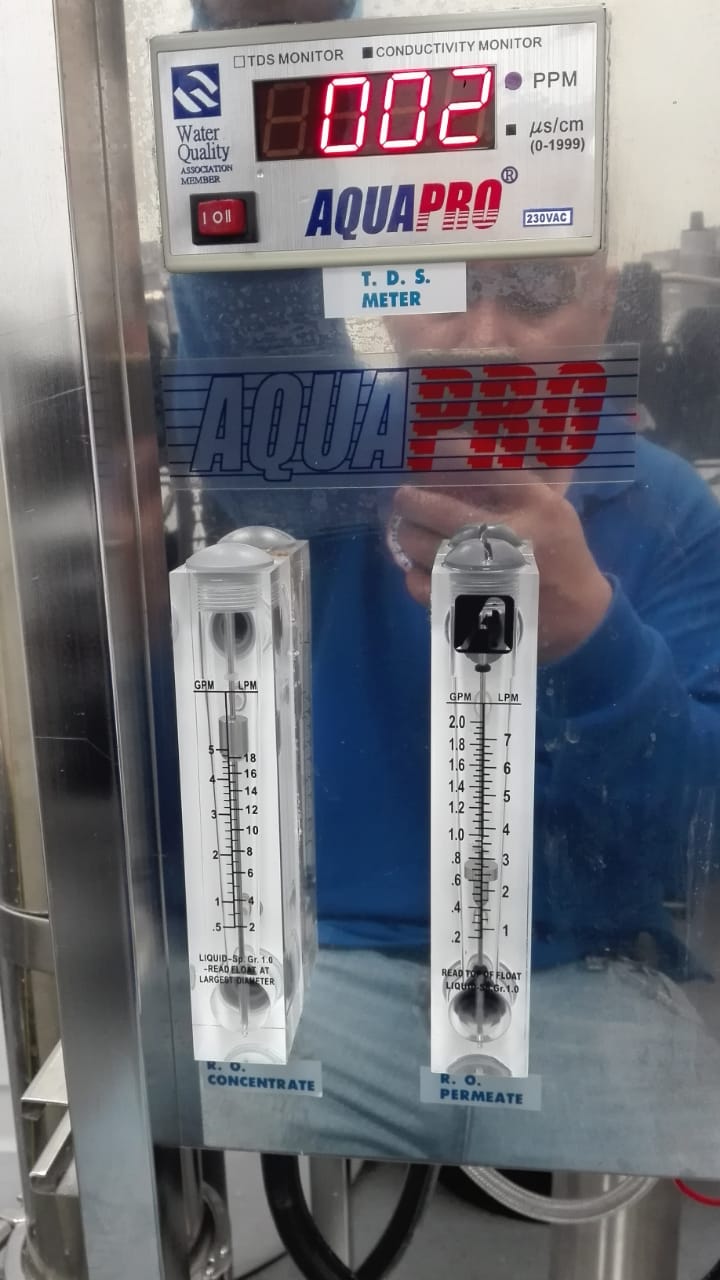 □TDS MONITOR ■CONDUCTIVITY MONITOR
002
PPM
µs/cm
(0-1999)
Water
Quality
ASSOCIATION
MEMBER
I O II
AQUAPRO®
230VAC
T. D. S.
METER
AQUAPRO
GPM LPM
5
18
4
16
14
3
12
10
2
8
6
1
4
.5
2
LIQUID-Sp. Gr. 1.0
-READ FLOAT AT
LARGEST DIAMETER
R. O.
CONCENTRATE
GPM LPM
2.0
1.8
7
1.6
6
1.4
1.2
5
1.0
4
.8
3
.6
2
.4
1
.2
READ TOP OF FLOAT
LIQUID-Sp.Gr.1.0
R. O.
PERMEATE